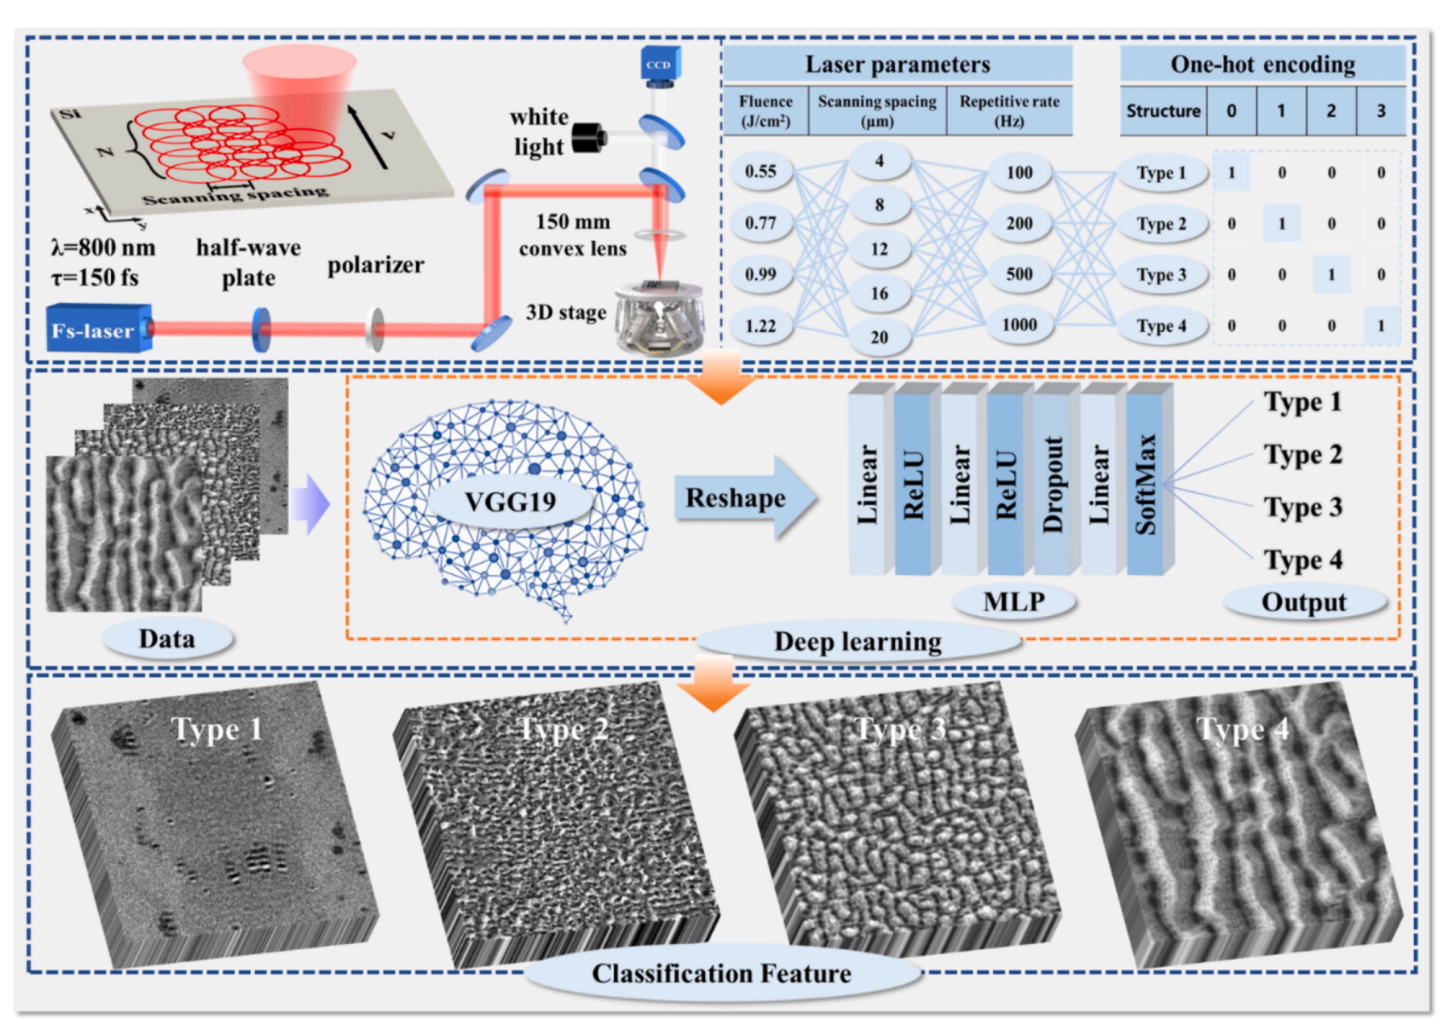 Si
N
v
Scanning spacing
x
y
λ=800 nm
τ=150 fs
half-wave
plate
polarizer
Fs-laser
CCD
white
light
150 mm
convex lens
3D stage
Laser parameters
Fluence
(J/cm²)
Scanning spacing
(μm)
Repetitive rate
(Hz)
0.55
0.77
0.99
1.22
4
8
12
16
20
100
200
500
1000
One-hot encoding
Structure 0 1 2 3
Type 1 1 0 0 0
Type 2 0 1 0 0
Type 3 0 0 1 0
Type 4 0 0 0 1
Data
VGG19
Reshape
Linear
ReLU
Linear
ReLU
Dropout
Linear
SoftMax
MLP
Type 1
Type 2
Type 3
Type 4
Output
Deep learning
Type 1
Type 2
Type 3
Type 4
Classification Feature